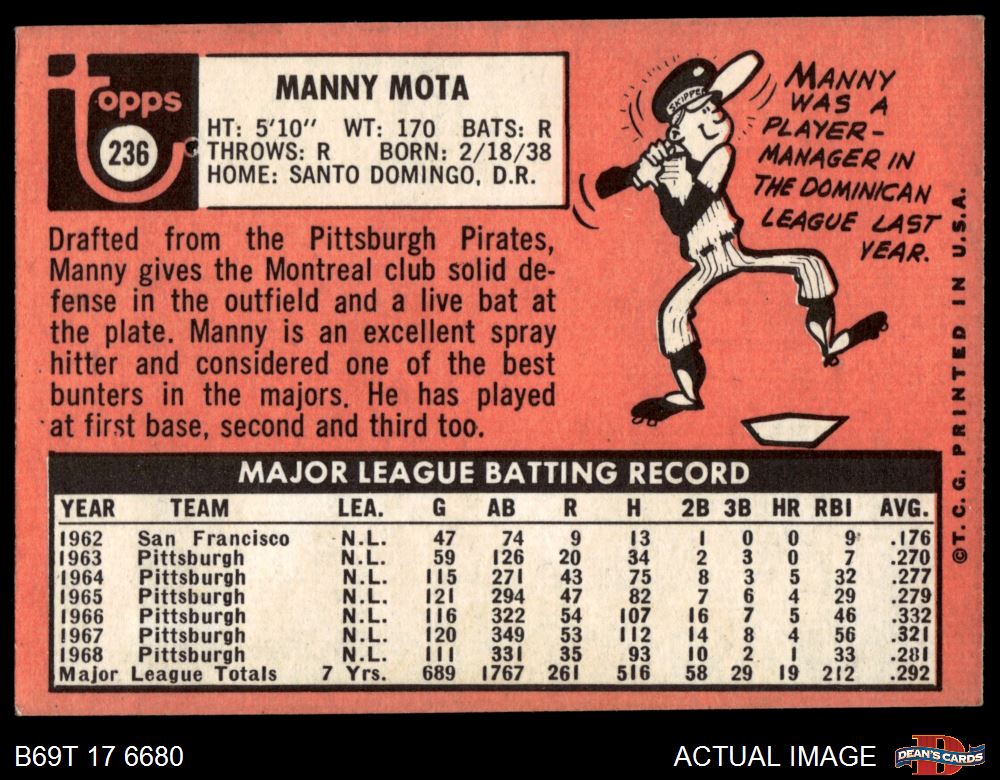 Topps
236
MANNY MOTA
HT: 5'10" WT: 170 BATS: R
THROWS: R BORN: 2/18/38
HOME: SANTO DOMINGO, D.R.
Drafted from the Pittsburgh Pirates,
Manny gives the Montreal club solid de-
fense in the outfield and a live bat at
the plate. Manny is an excellent spray
hitter and considered one of the best
bunters in the majors. He has played
at first base, second and third too.
SKIPPER
MANNY
WAS A
PLAYER-
MANAGER IN
THE DOMINICAN
LEAGUE LAST
YEAR.
©T.C.G. PRINTED IN U.S.A.
MAJOR LEAGUE BATTING RECORD
YEAR TEAM LEA. G AB R H 2B 3B HR RBI AVG.
1962 San Francisco N.L. 47 74 9 13 1 0 0 9 .176
1963 Pittsburgh N.L. 59 126 20 34 2 3 0 7 .270
1964 Pittsburgh N.L. 115 271 43 75 8 3 5 32 .277
1965 Pittsburgh N.L. 121 294 47 82 7 6 4 29 .279
1966 Pittsburgh N.L. 116 322 54 107 16 7 5 46 .332
1967 Pittsburgh N.L. 120 349 53 112 14 8 4 56 .321
1968 Pittsburgh N.L. 111 331 35 93 10 2 1 33 .281
Major League Totals 7 Yrs. 689 1767 261 516 58 29 19 212 .292
B69T 17 6680
ACTUAL IMAGE
DEAN'S CARDS